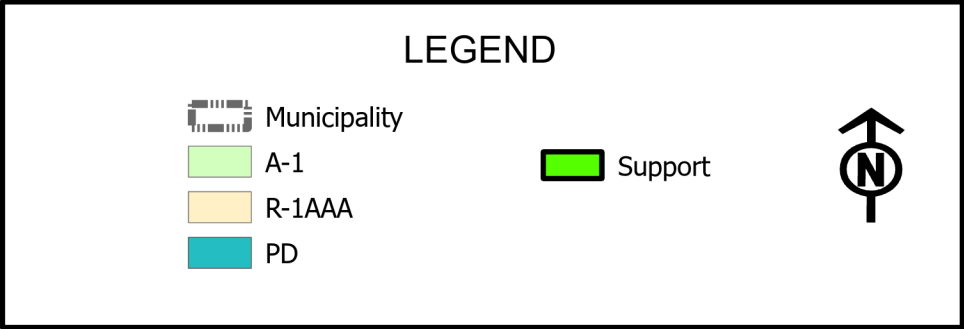 LEGEND
Municipality
A-1
R-1AAA
PD
Support
N